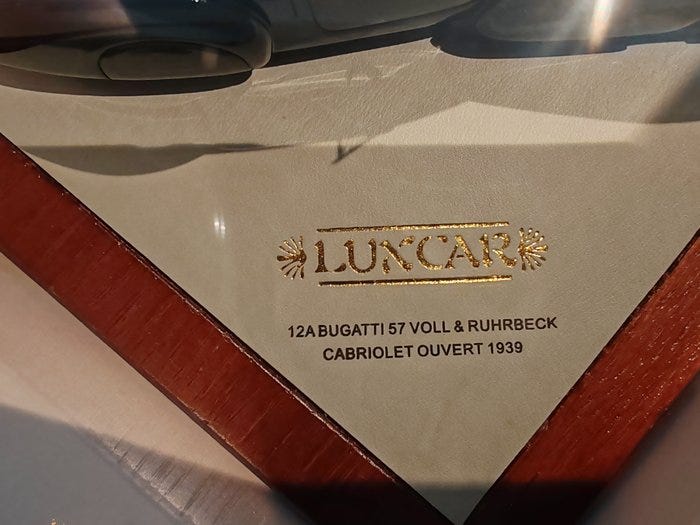 LUXCAR
12A BUGATTI 57 VOLL & RUHRBECK
CABRIOLET OUVERT 1939